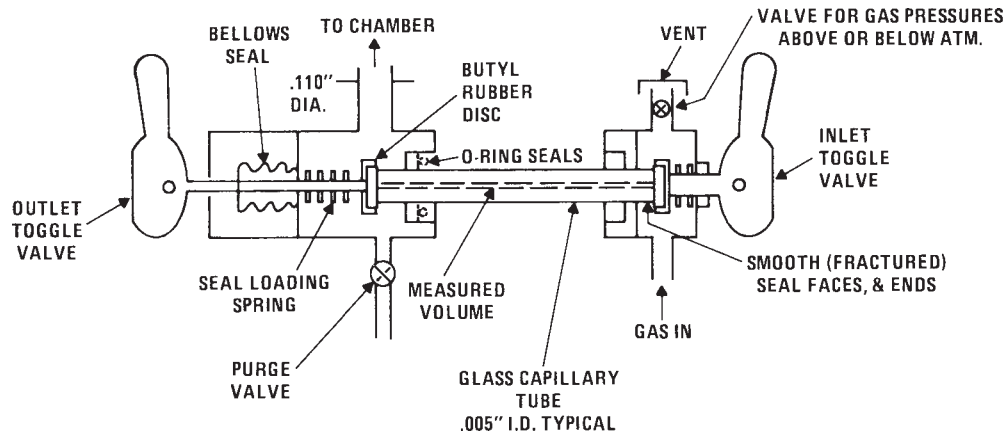 BELLOWS
SEAL
TO CHAMBER
.110"
DIA.
BUTYL
RUBBER
DISC
VENT
VALVE FOR GAS PRESSURES
ABOVE OR BELOW ATM.
O-RING SEALS
INLET
TOGGLE
VALVE
OUTLET
TOGGLE
VALVE
SEAL LOADING
SPRING
MEASURED
VOLUME
SMOOTH (FRACTURED)
SEAL FACES, & ENDS
GAS IN
PURGE
VALVE
GLASS CAPILLARY
TUBE
.005" I.D. TYPICAL